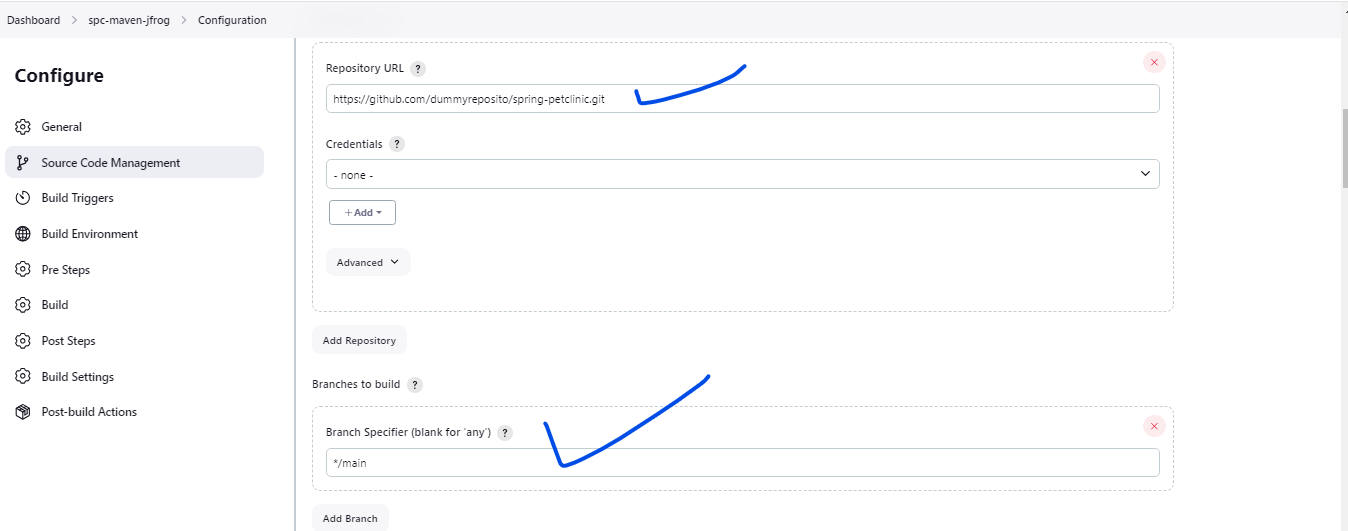 Dashboard > spc-maven-jfrog > Configuration
Configure
General
Source Code Management
Build Triggers
Build Environment
Pre Steps
Build
Post Steps
Build Settings
Post-build Actions
Repository URL ?
https://github.com/dummyreposito/spring-petclinic.git
Credentials ?
- none -
+ Add
Advanced
Add Repository
Branches to build ?
Branch Specifier (blank for 'any') ?
*/main
Add Branch